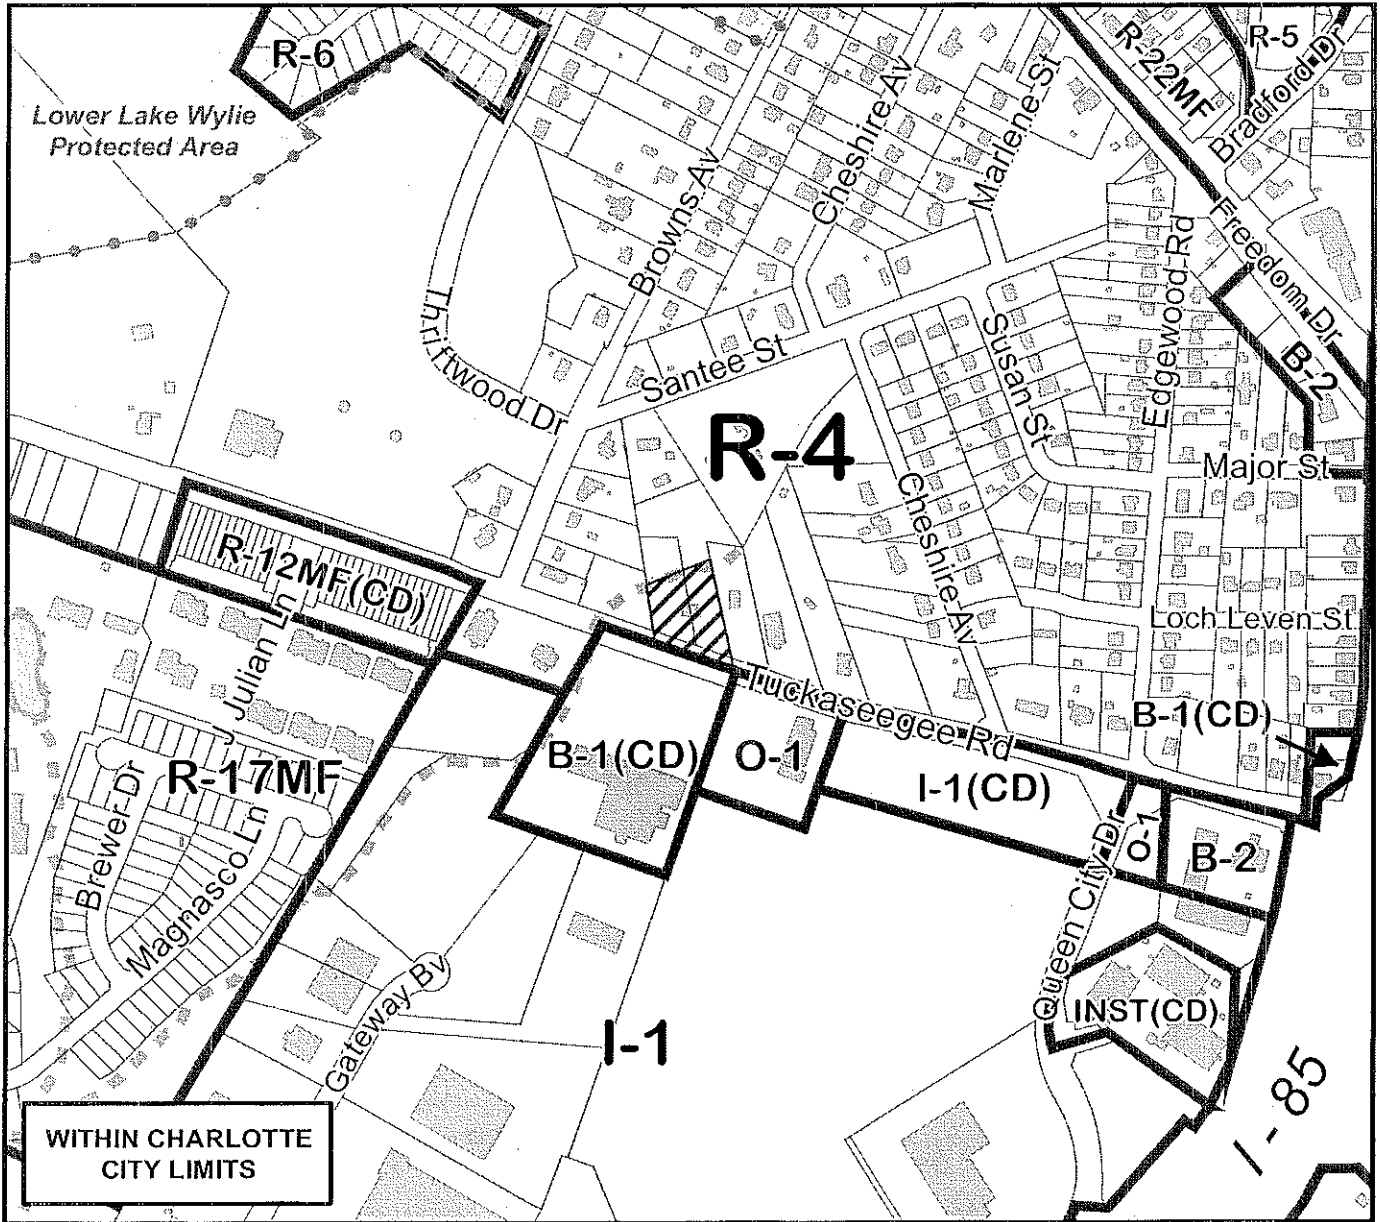 R-6
R-22MF
R-5
Bradford Dr
Lower Lake Wylie
Protected Area
Cheshire Av
Marlene St
Browns Av
Freedom Dr
Edgewood Rd
Thriftwood Dr
Santee St
Susan St
B-2
R-4
Major St
Cheshire Av
R-12MF(CD)
Loch Leven St
J Julian Ln
Tuckaseegee Rd
B-1(CD)
B-1(CD)
O-1
I-1(CD)
R-17MF
Brewer Dr
Magnasco Ln
Queen City Dr
O-1
B-2
Gateway Bv
INST(CD)
I-1
I - 85
WITHIN CHARLOTTE
CITY LIMITS